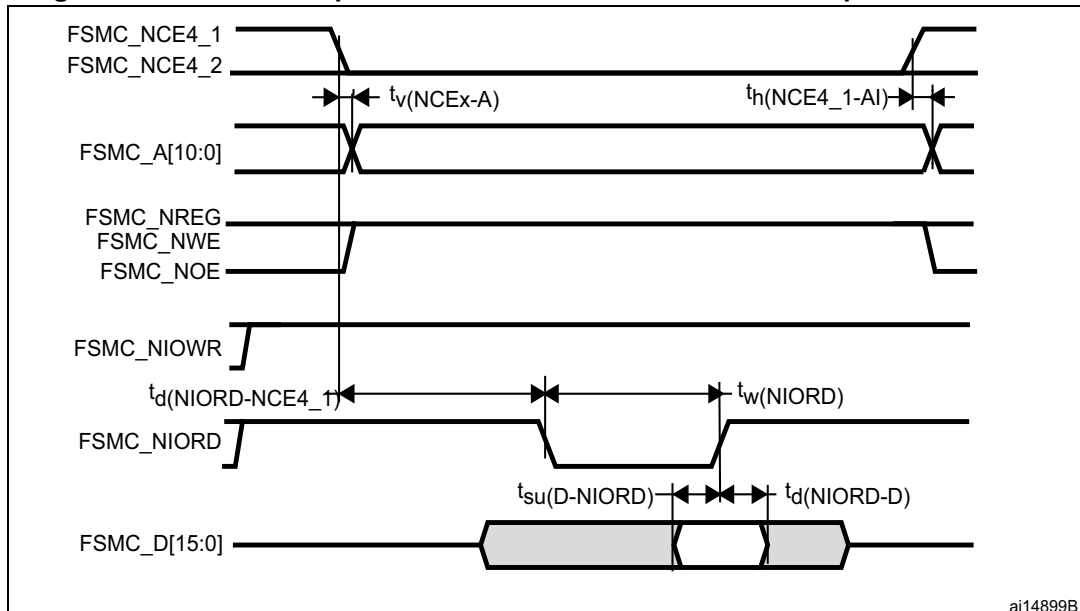 FSMC_NCE4_1
FSMC_NCE4_2
tv(NCEx-A)
th(NCE4_1-AI)
FSMC_A[10:0]
FSMC_NREG
FSMC_NWE
FSMC_NOE
FSMC_NIOWR
td(NIORD-NCE4_1)
tw(NIORD)
FSMC_NIORD
tsu(D-NIORD)
td(NIORD-D)
FSMC_D[15:0]
ai14899B